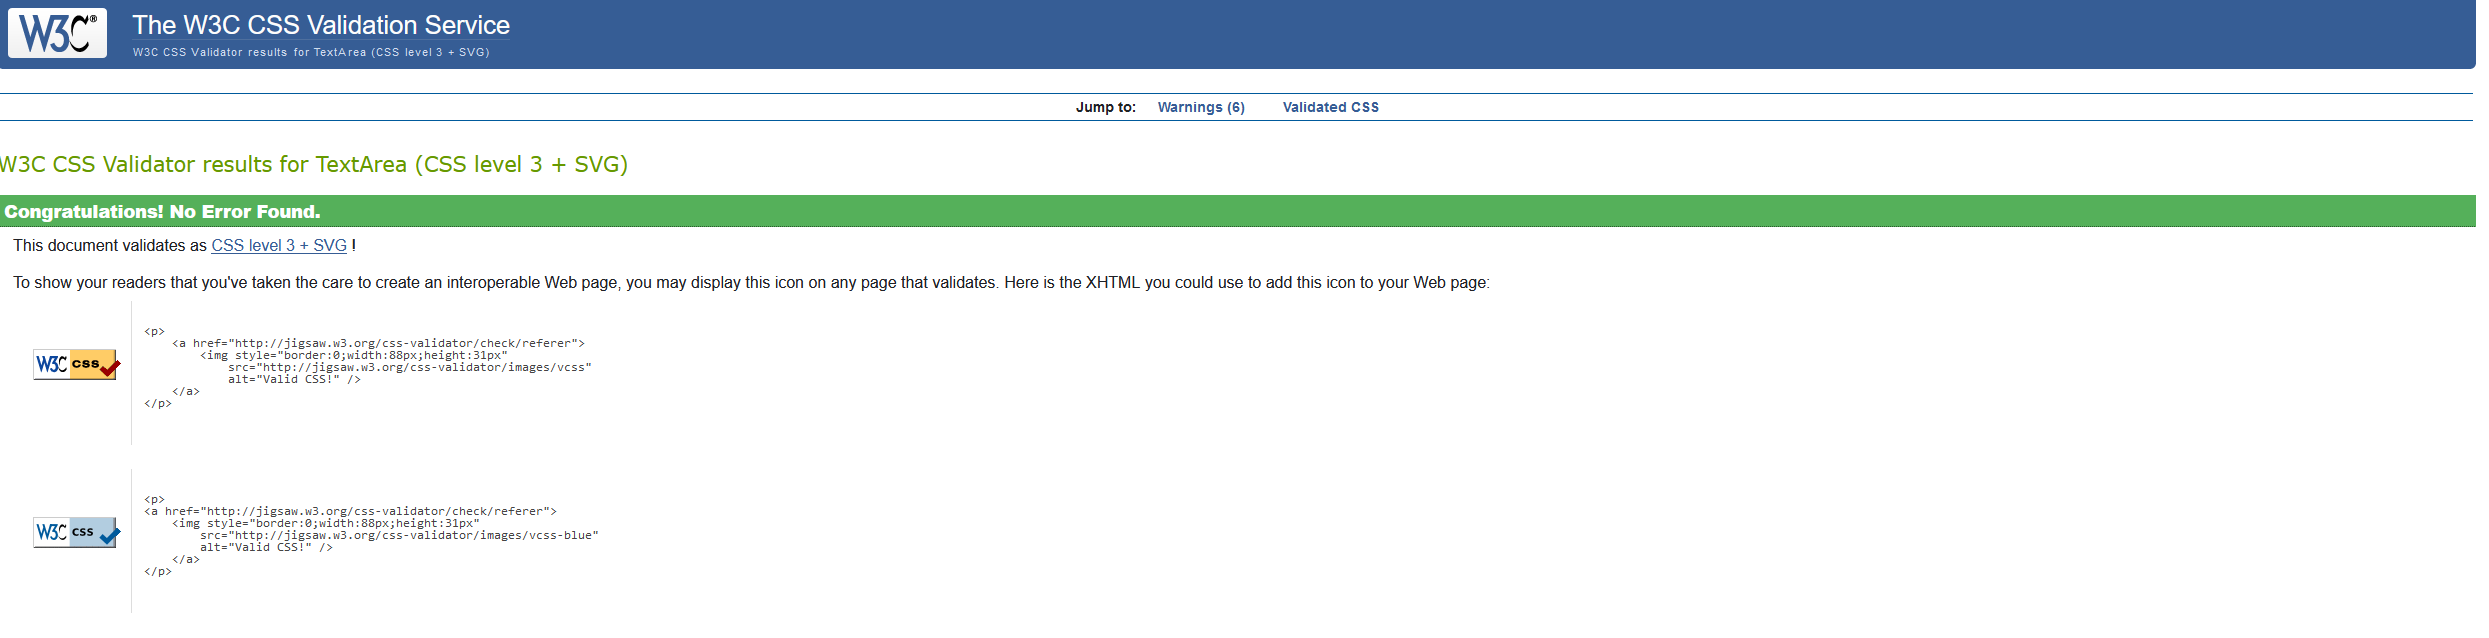 W3C®
The W3C CSS Validation Service
W3C CSS Validator results for TextArea (CSS level 3 + SVG)
Jump to: Warnings (6) Validated CSS
W3C CSS Validator results for TextArea (CSS level 3 + SVG)
Congratulations! No Error Found.
This document validates as CSS level 3 + SVG !
To show your readers that you've taken the care to create an interoperable Web page, you may display this icon on any page that validates. Here is the XHTML you could use to add this icon to your Web page:
W3C css
<p>
    <a href="http://jigsaw.w3.org/css-validator/check/referer">
        <img style="border:0;width:88px;height:31px"
            src="http://jigsaw.w3.org/css-validator/images/vcss"
            alt="Valid CSS!" />
    </a>
</p>
W3C css
<p>
<a href="http://jigsaw.w3.org/css-validator/check/referer">
    <img style="border:0;width:88px;height:31px"
        src="http://jigsaw.w3.org/css-validator/images/vcss-blue"
        alt="Valid CSS!" />
    </a>
</p>